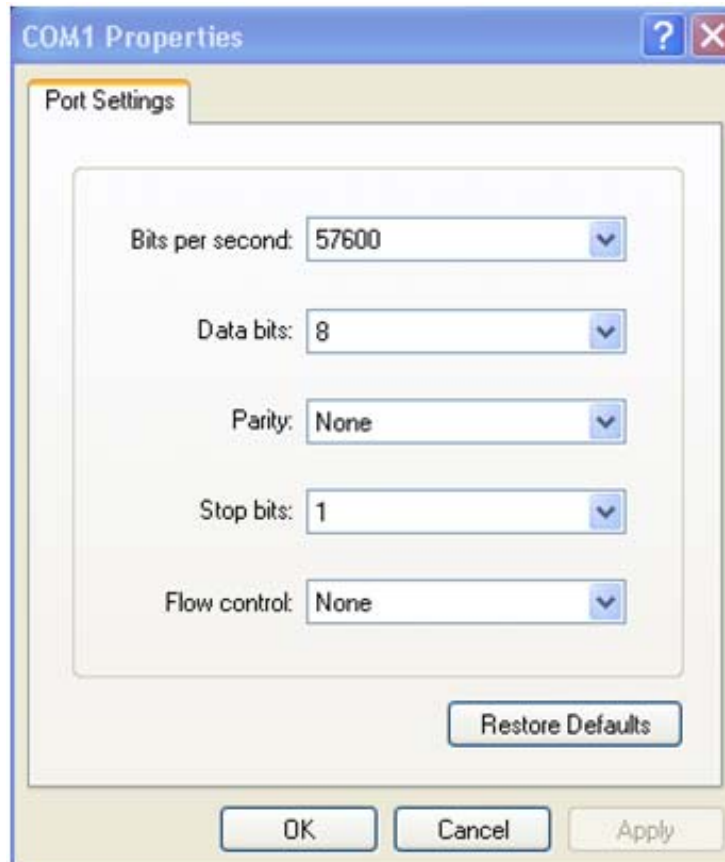 COM1 Properties ?
Port Settings
Bits per second: 57600
Data bits: 8
Parity: None
Stop bits: 1
Flow control: None
Restore Defaults
OK Cancel Apply